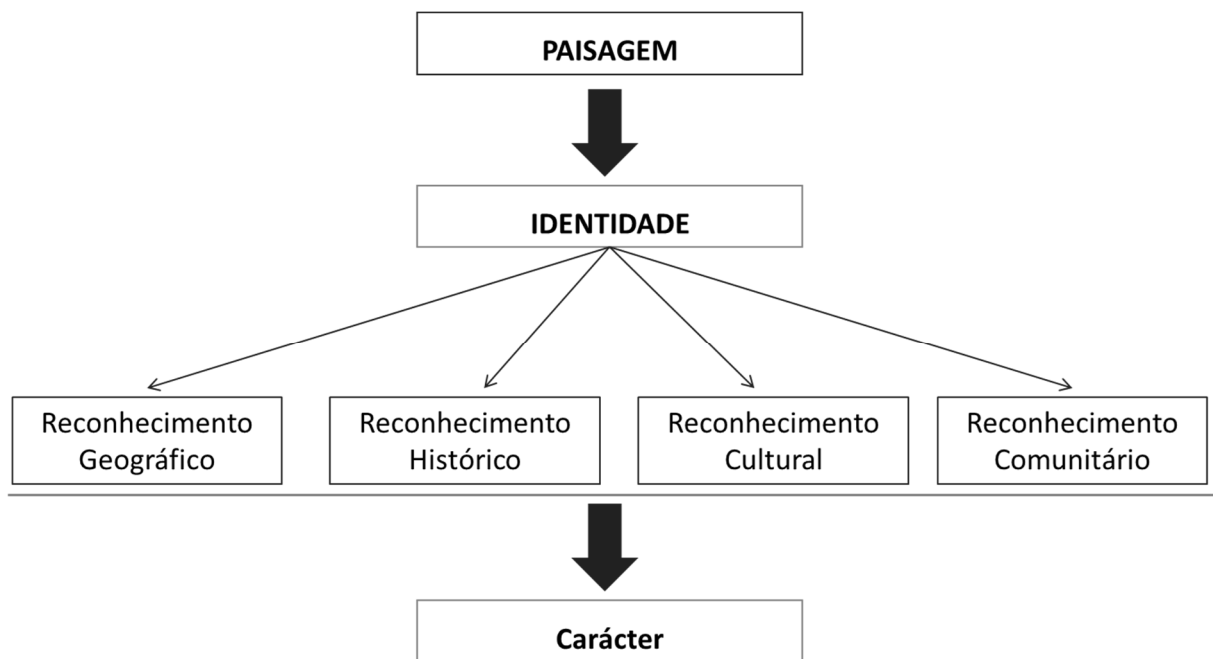 PAISAGEM
IDENTIDADE
Reconhecimento
Geográfico
Reconhecimento
Histórico
Reconhecimento
Cultural
Reconhecimento
Comunitário
Carácter